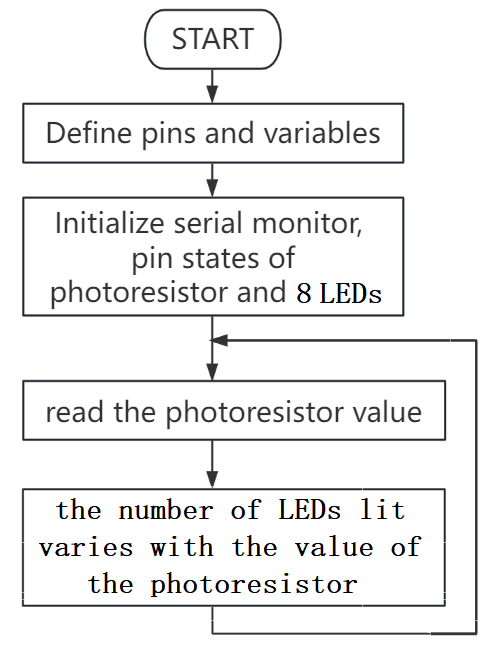 START
Define pins and variables
Initialize serial monitor,
pin states of
photoresistor and 8 LEDs
read the photoresistor value
the number of LEDs lit
varies with the value of
the photoresistor